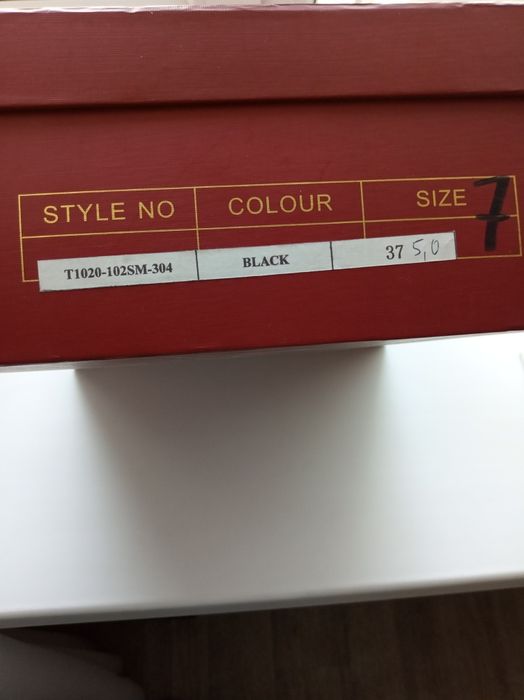 STYLE NO COLOUR SIZE 7
T1020-102SM-304 BLACK 37 5,0